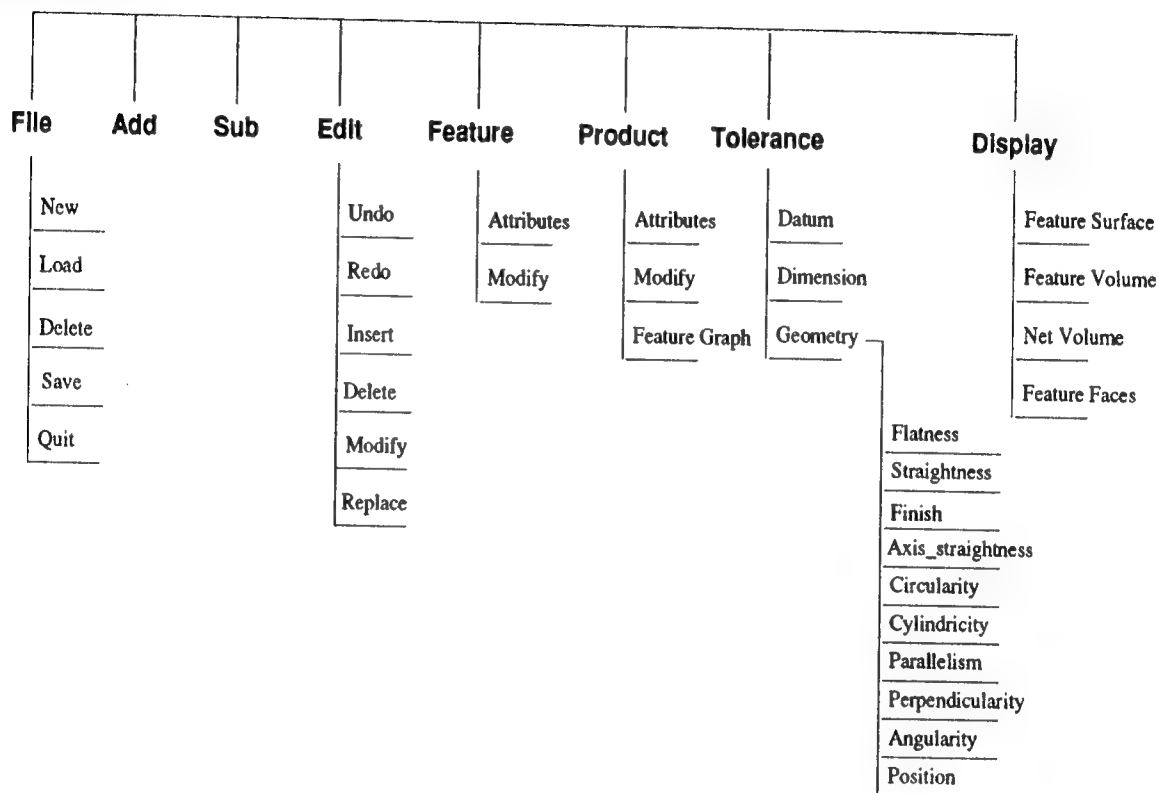 File
Add
Sub
Edit
Feature
Product
Tolerance
Display
New
Load
Delete
Save
Quit
Undo
Redo
Insert
Delete
Modify
Replace
Attributes
Modify
Attributes
Modify
Feature Graph
Datum
Dimension
Geometry
Flatness
Straightness
Finish
Axis_straightness
Circularity
Cylindricity
Parallelism
Perpendicularity
Angularity
Position
Feature Surface
Feature Volume
Net Volume
Feature Faces